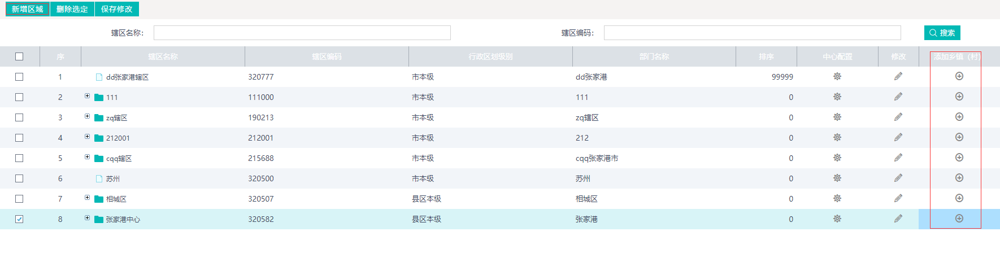 新增区域 删除选定 保存修改
辖区名称: 辖区编码: 搜索
序 辖区名称 辖区编码 行政区划级别 部门名称 排序 中心配置 修改 添加乡镇（村）
1 dd张家港辖区 320777 市本级 dd张家港 99999
2 111 111000 市本级 111 0
3 zq辖区 190213 市本级 zq辖区 0
4 212001 212001 市本级 212 0
5 cqq辖区 215688 市本级 cqq张家港市 0
6 苏州 320500 市本级 苏州 0
7 相城区 320507 县区本级 相城区 0
8 张家港中心 320582 县区本级 张家港 0